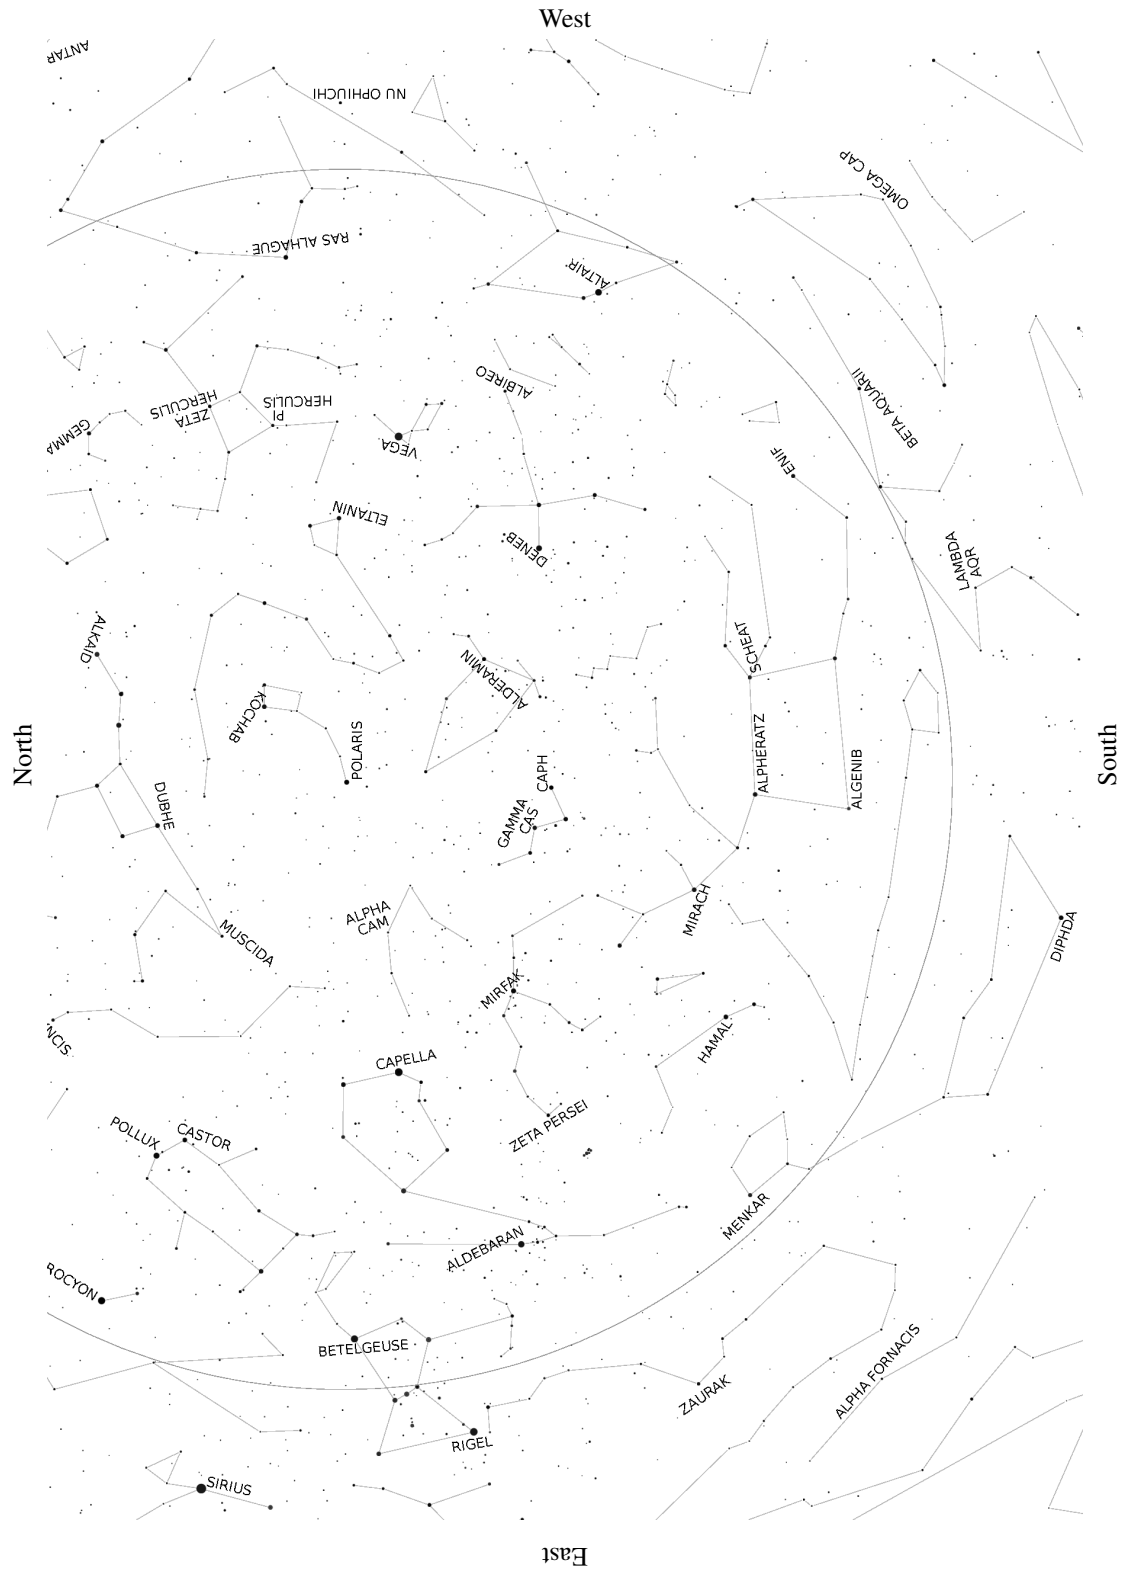 West
ANTAR
NU OPHIUCHI
OMEGA CAP
RAS ALHAGUE
ALTAIR
ALBIREO
BETA AQUARII
ZETA
HERCULIS
PI
HERCULIS
GEMMA
VEGA
ENIF
ELTANIN
DENEB
LAMBDA
AQR
ALKAID
SCHEAT
ALDERAMIN
KOCHAB
POLARIS
ALPHERATZ
ALGENIB
North
South
CAPH
DUBHE
GAMMA
CAS
MIRACH
ALPHA
CAM
MUSCIDA
DIPHDA
MIRFAK
NCIS
HAMAL
CAPELLA
ZETA PERSEI
POLLUX
CASTOR
MENKAR
ALDEBARAN
ROCYON
BETELGEUSE
ALPHA FORNACIS
ZAURAK
RIGEL
SIRIUS
East